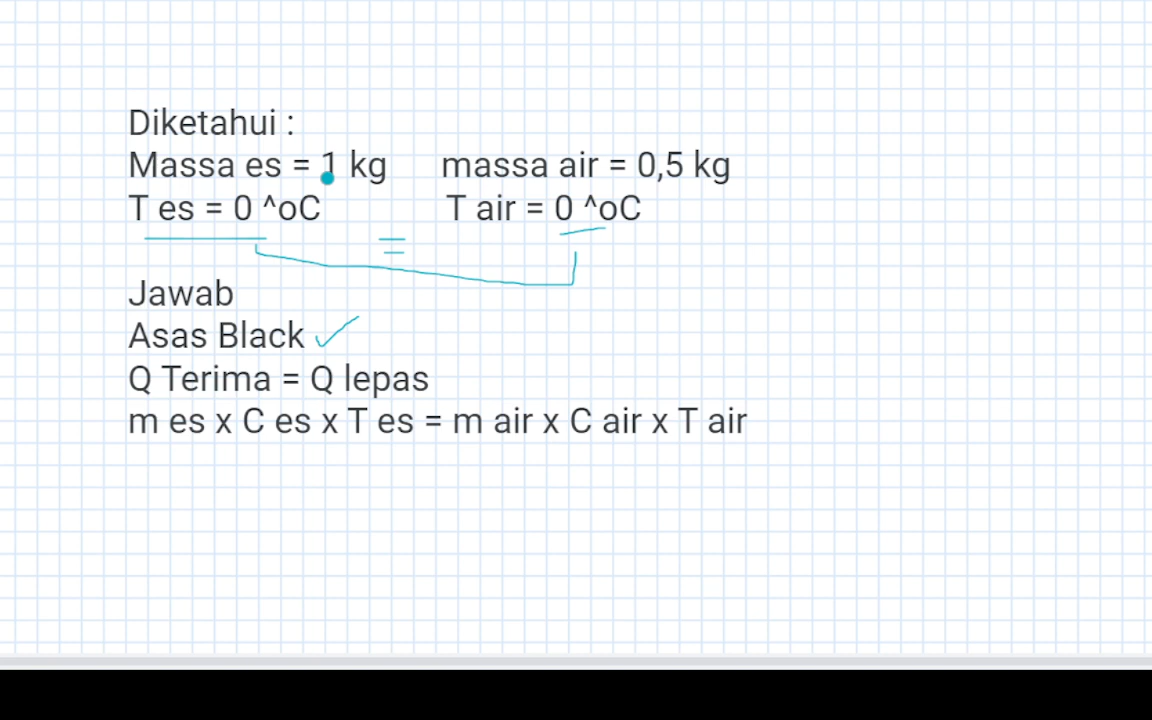 Diketahui :
Massa es = 1 kg massa air = 0,5 kg
T es = 0 ^oC T air = 0 ^oC
=
Jawab
Asas Black ✓
Q Terima = Q lepas
m es x C es x T es = m air x C air x T air